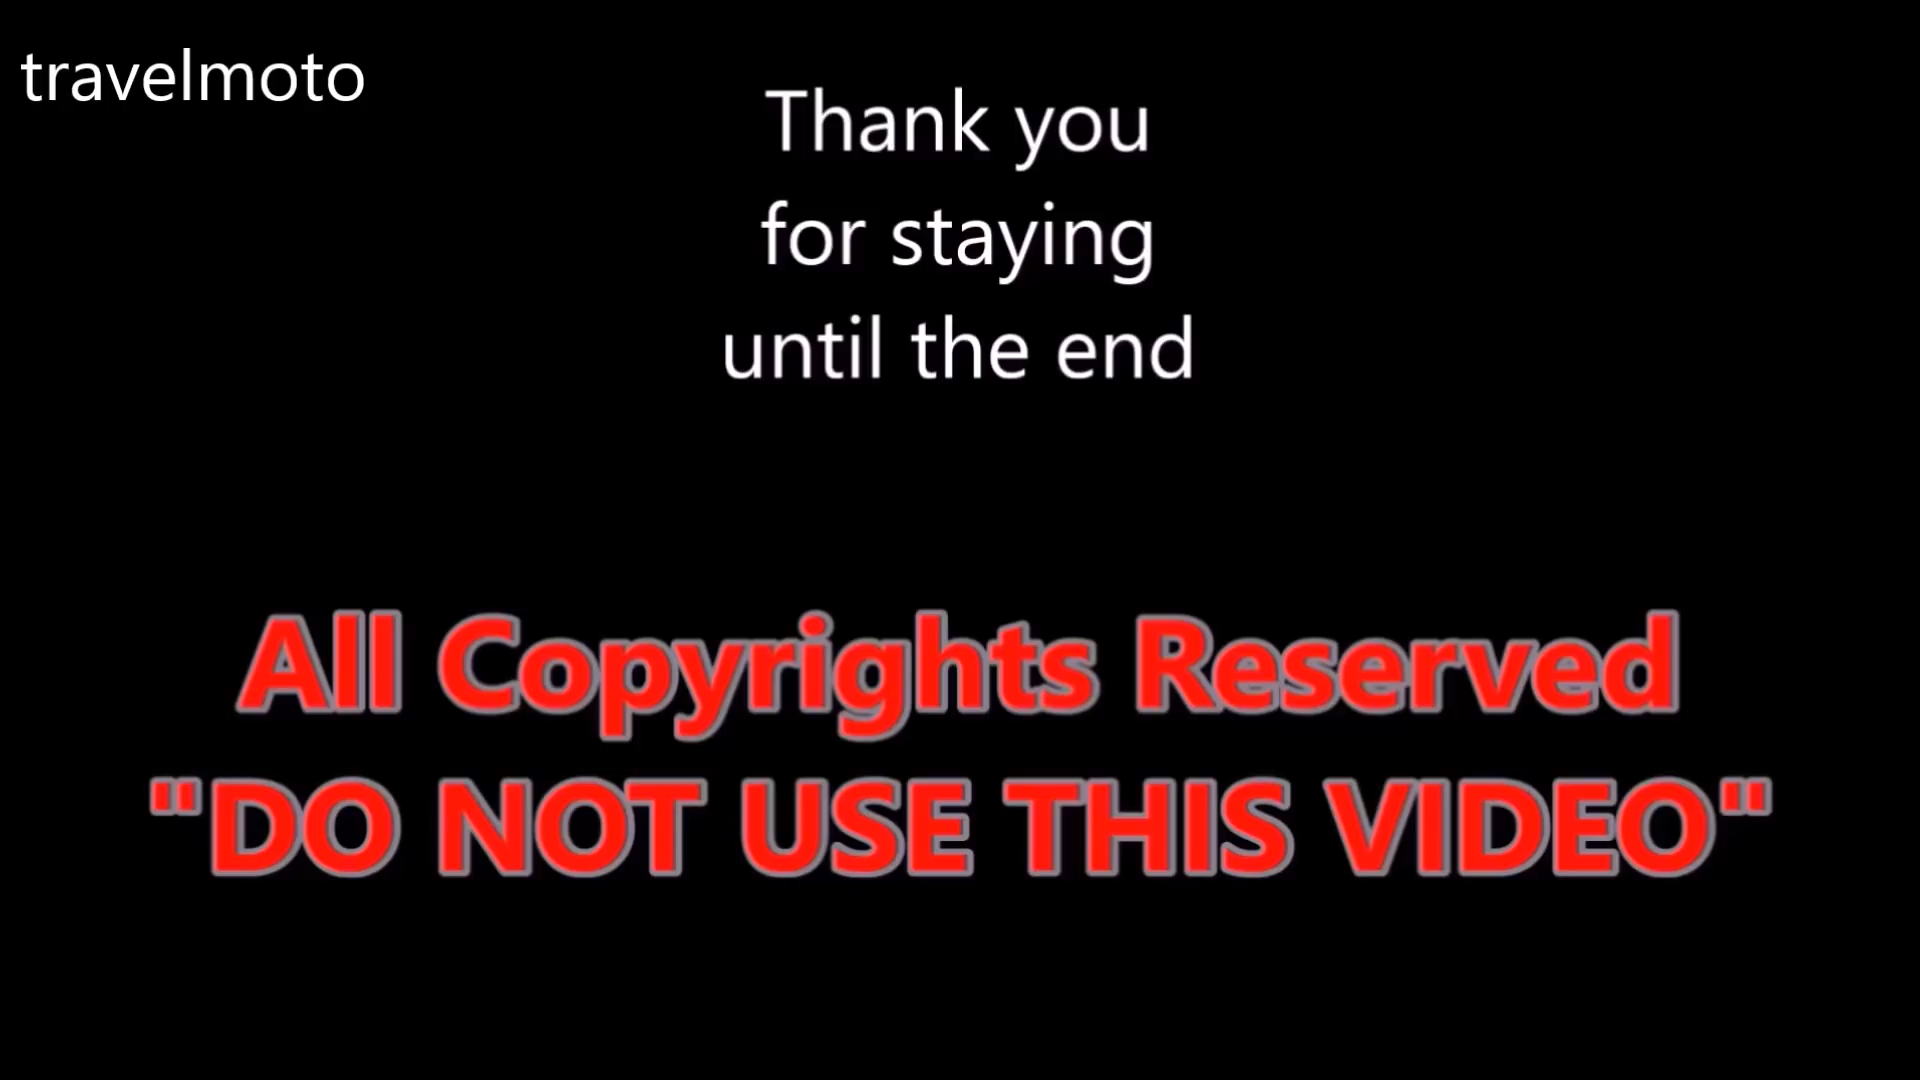 travelmoto
Thank you
for staying
until the end
All Copyrights Reserved
"DO NOT USE THIS VIDEO"